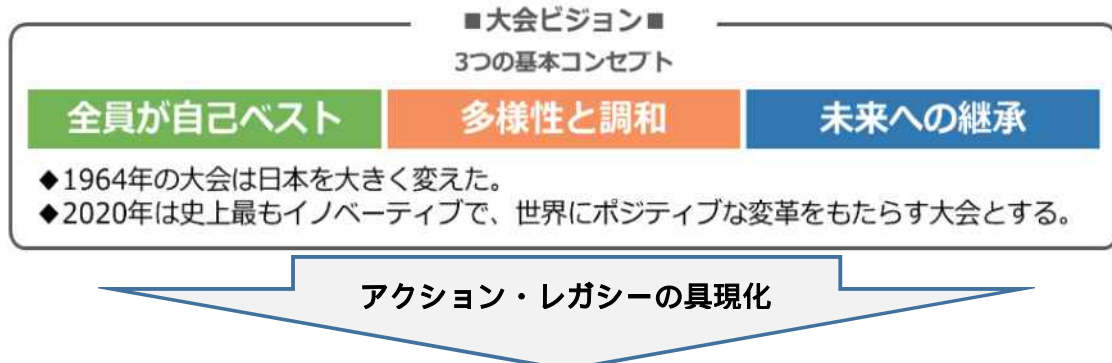 ■大会ビジョン■
3つの基本コンセプト
全員が自己ベスト 多様性と調和 未来への継承
◆1964年の大会は日本を大きく変えた。
◆2020年は史上最もイノベーティブで、世界にポジティブな変革をもたらす大会とする。
アクション・レガシーの具現化